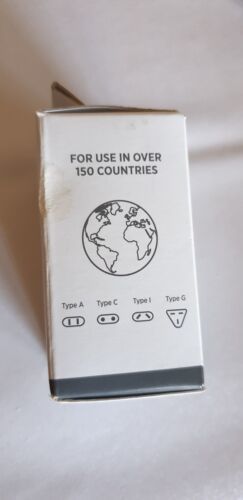 FOR USE IN OVER
150 COUNTRIES
Type A Type C Type I Type G